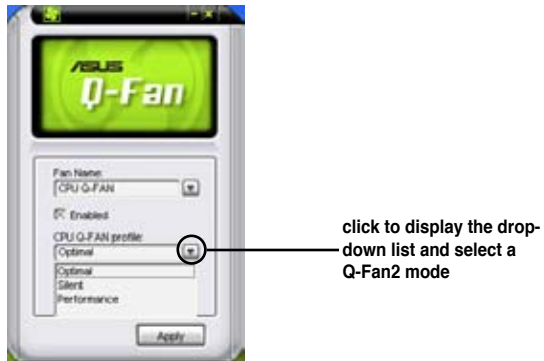 ASUS
Q-Fan
Fan Name:
CPU Q-FAN
Enabled
CPU Q-FAN profile:
Optimal
Optimal
Silent
Performance
Apply
click to display the drop-
down list and select a
Q-Fan2 mode